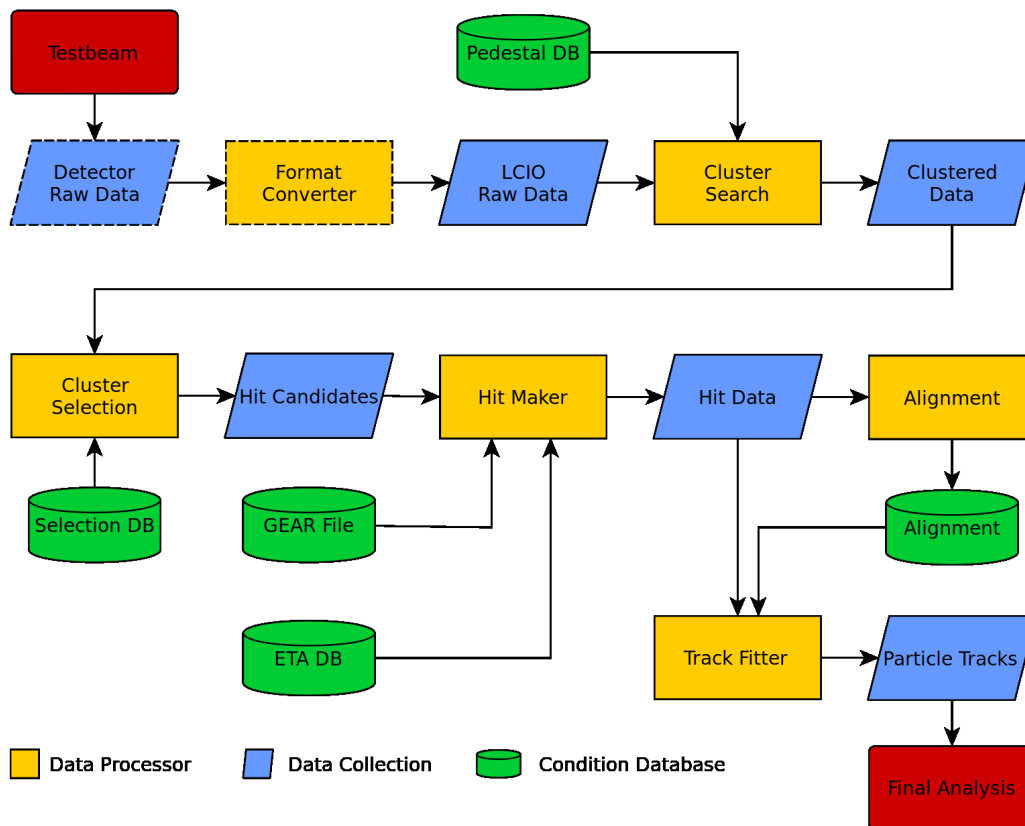 Testbeam
Pedestal DB
Detector
Raw Data
Format
Converter
LCIO
Raw Data
Cluster
Search
Clustered
Data
Cluster
Selection
Hit Candidates
Hit Maker
Hit Data
Alignment
Selection DB
GEAR File
Alignment
ETA DB
Track Fitter
Particle Tracks
Data Processor
Data Collection
Condition Database
Final Analysis